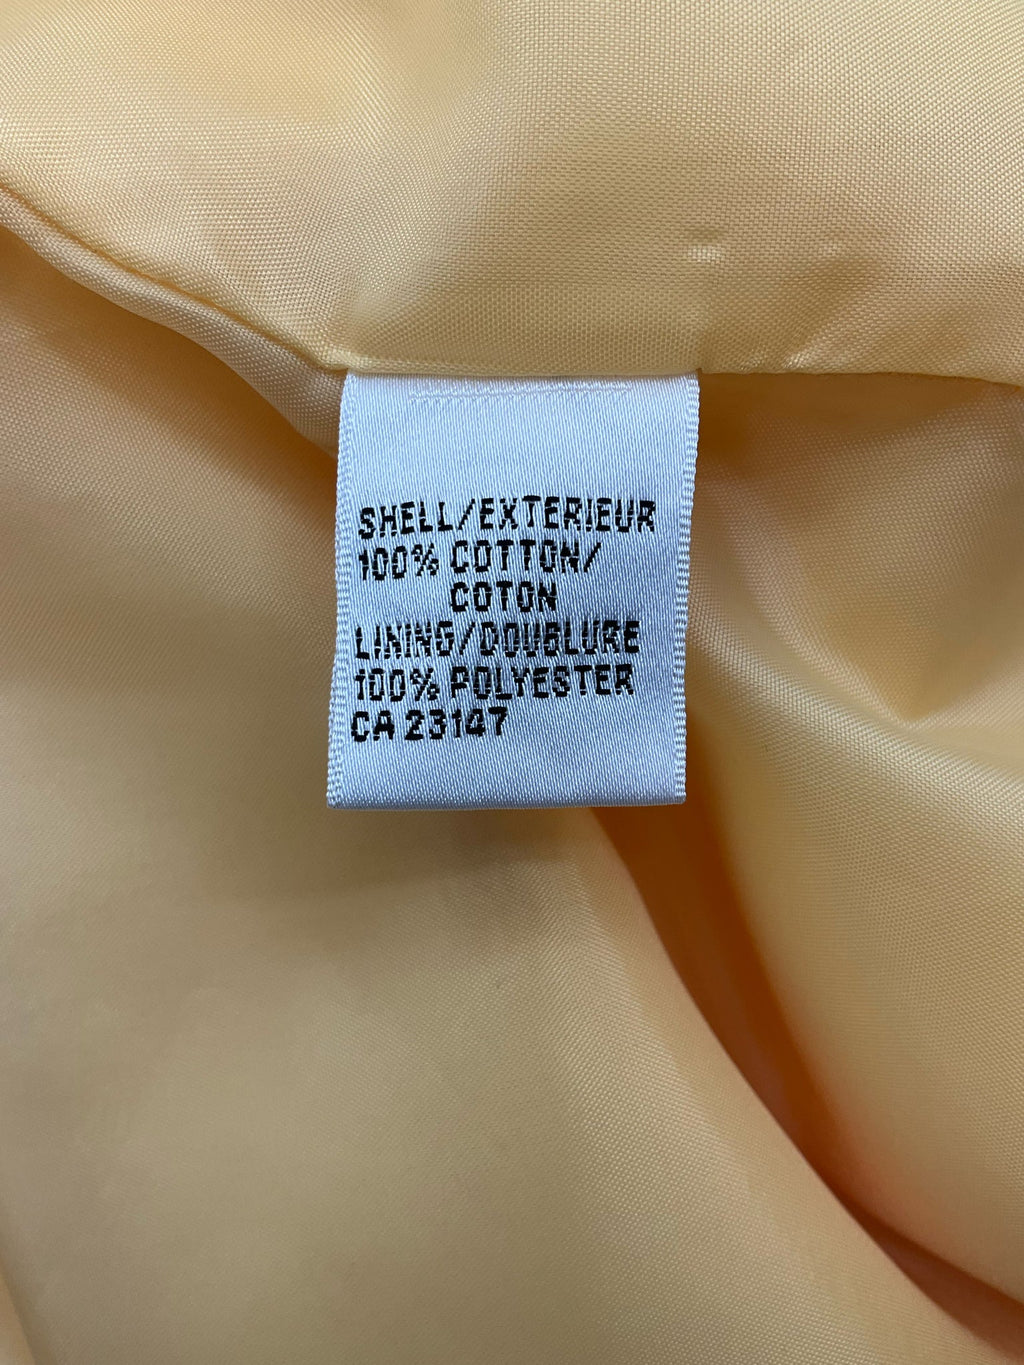 SHELL/EXTERIEUR
100% COTTON/
COTON
LINING/DOUBLURE
100% POLYESTER
CA 23147